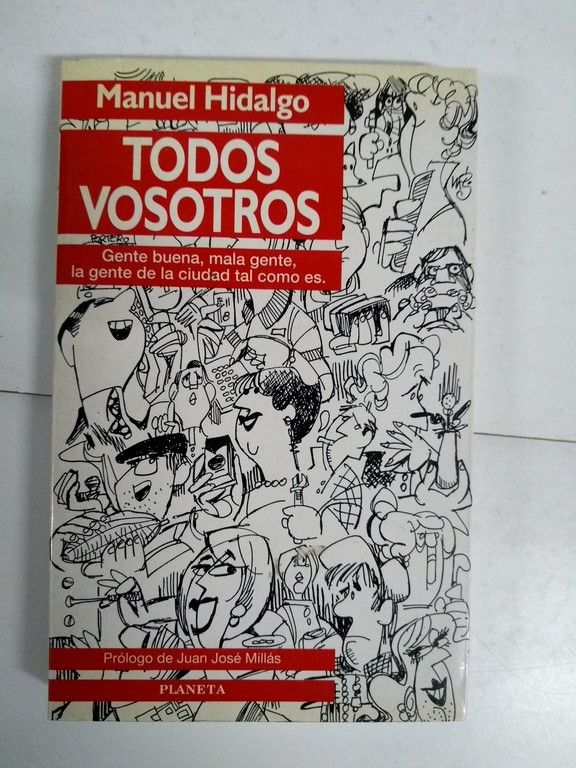 Manuel Hidalgo
TODOS
VOSOTROS
PORTERO
Gente buena, mala gente,
la gente de la ciudad tal como es.
Prólogo de Juan José Millás
PLANETA